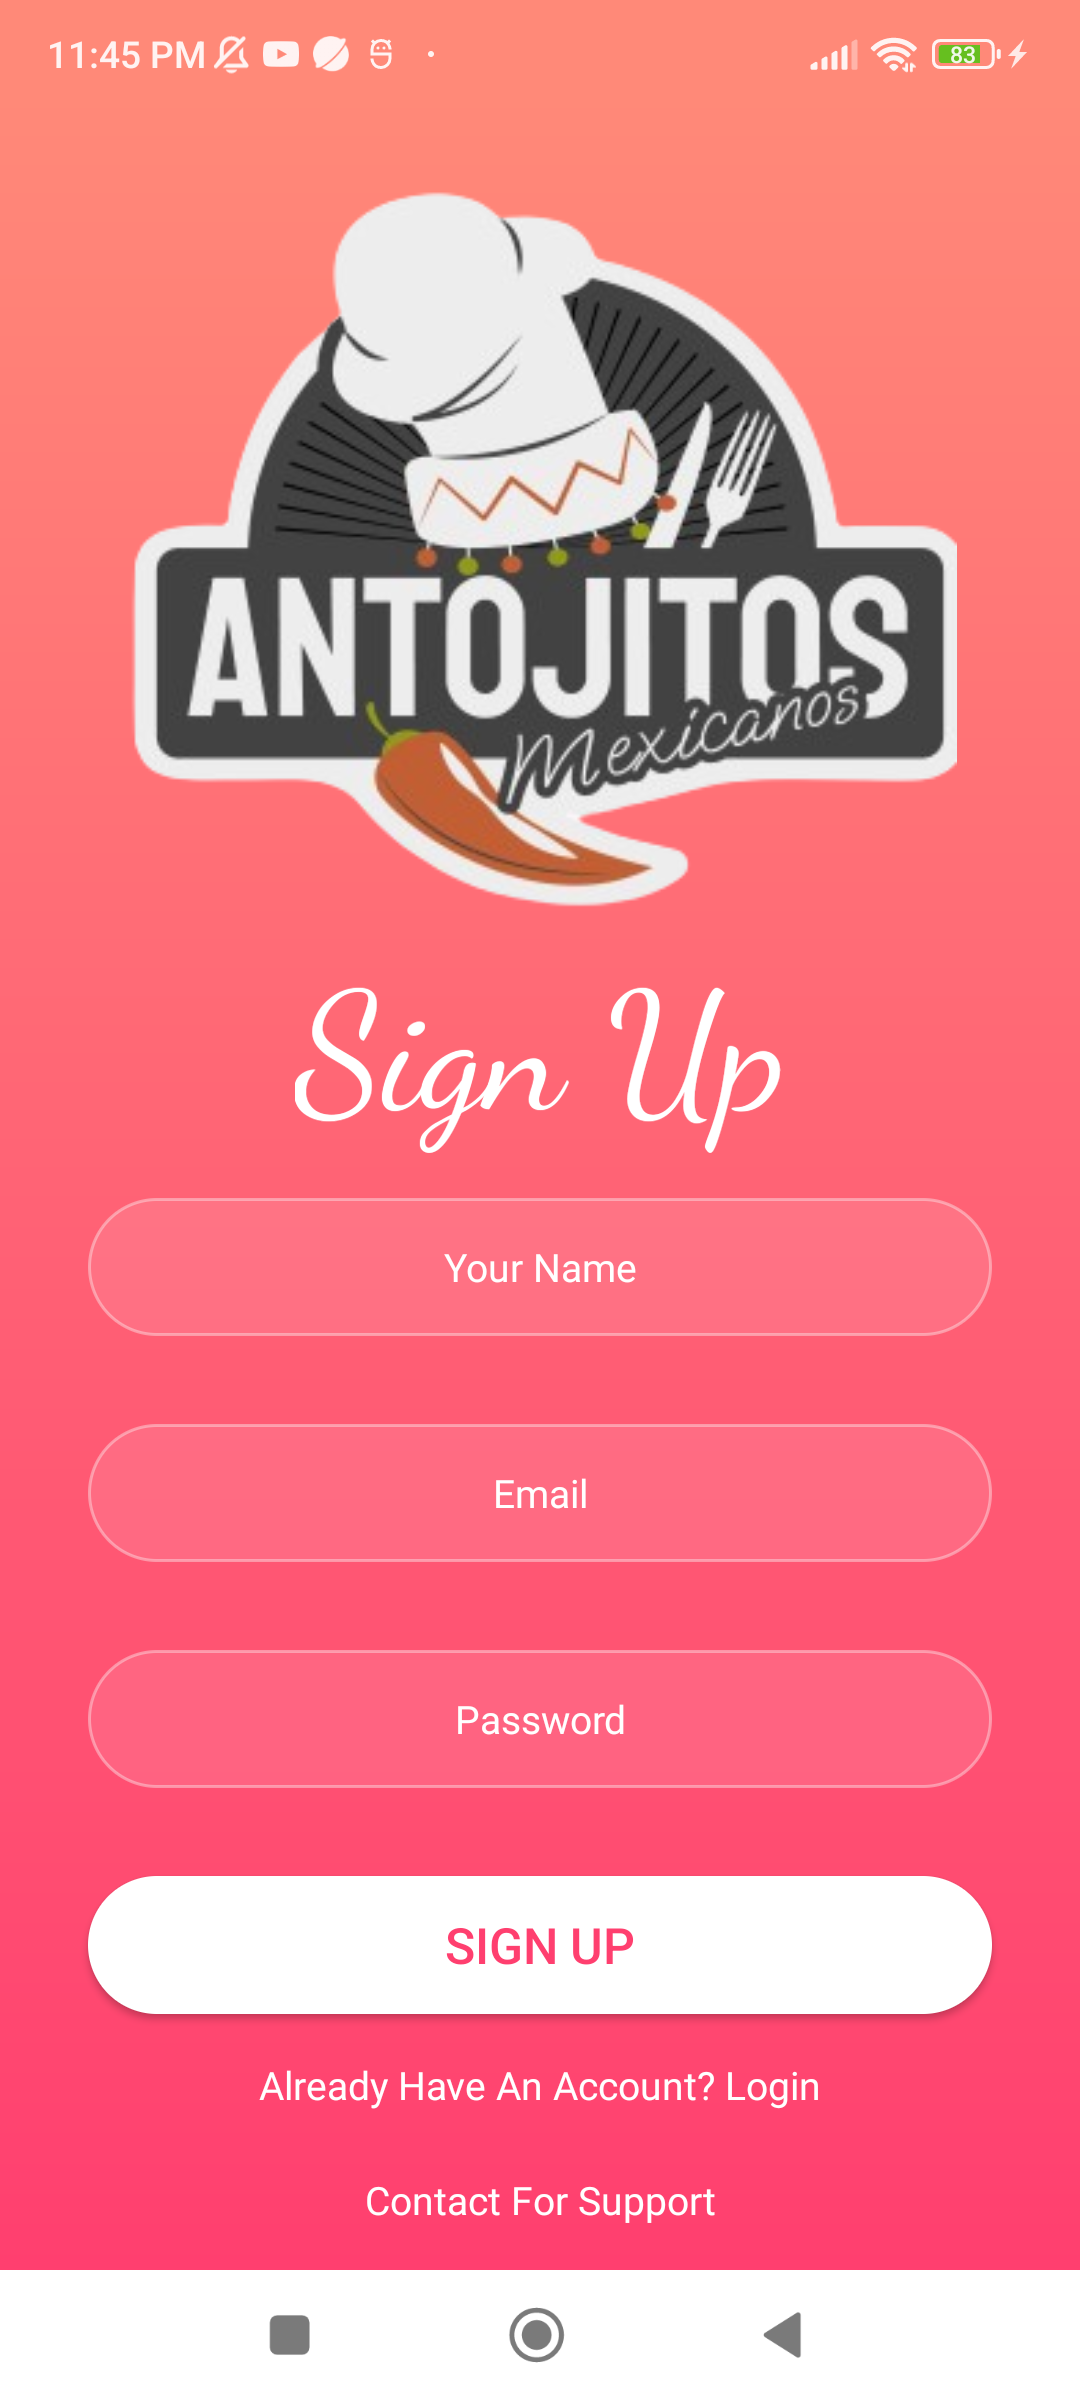 11:45 PM
83
ANTOJITOS
Mexicanos
Sign Up
Your Name
Email
Password
SIGN UP
Already Have An Account? Login
Contact For Support